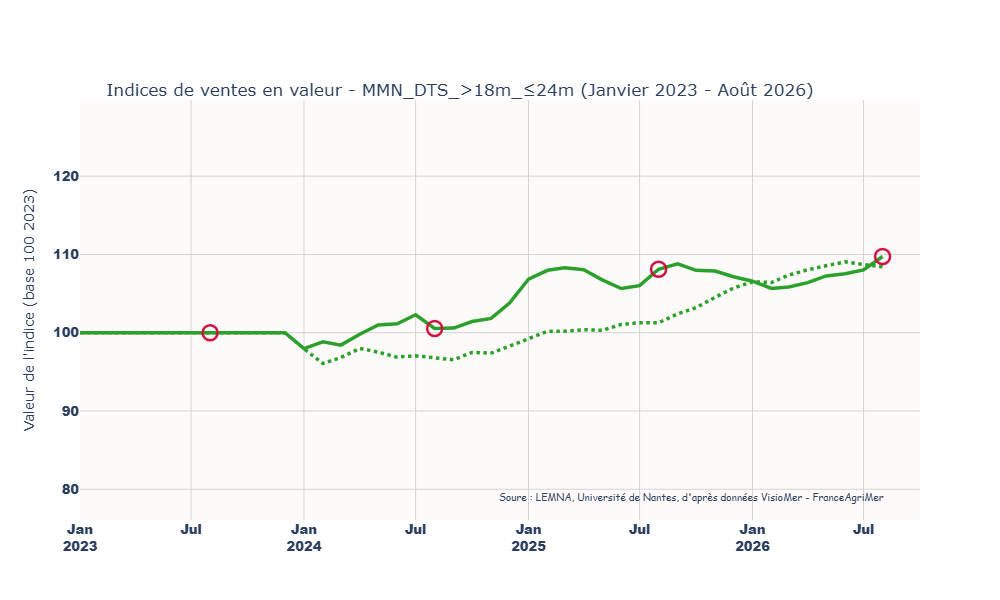 Indices de ventes en valeur - MMN_DTS_>18m_≤24m (Janvier 2023 - Août 2026)
Valeur de l'indice (base 100 2023)
120
110
100
90
80
Soure : LEMNA, Université de Nantes, d'après données VisioMer - FranceAgriMer
Jan Jul Jan Jul Jan Jul Jan Jul
2023 2024 2025 2026